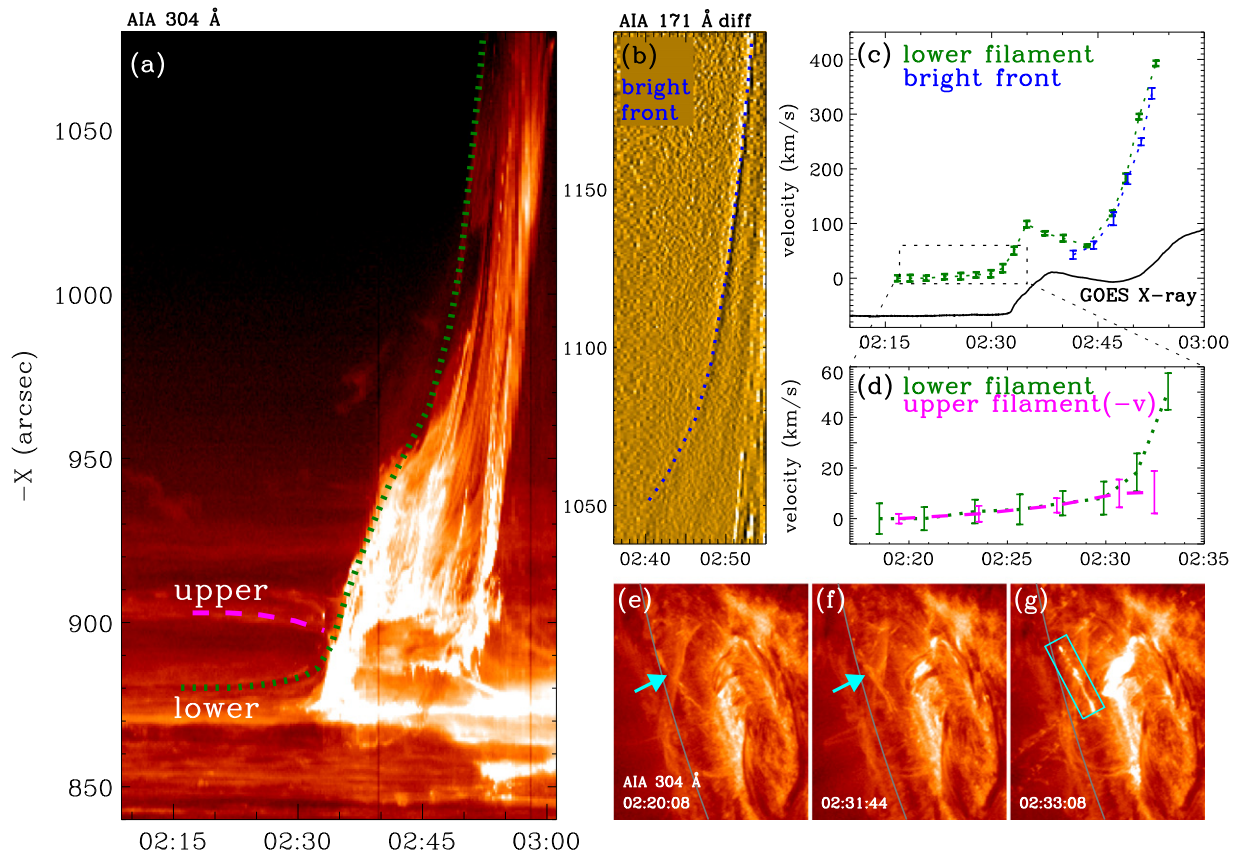 AIA 304 Å
(a)
1050
1000
950
900
850
−X (arcsec)
upper
lower
02:15
02:30
02:45
03:00
AIA 171 Å diff
(b)
bright
front
1150
1100
1050
02:40
02:50
(c)
lower filament
bright front
400
300
200
100
0
velocity (km/s)
GOES X−ray
02:15
02:30
02:45
03:00
(d)
lower filament
upper filament(−v)
60
40
20
0
velocity (km/s)
02:20
02:25
02:30
02:35
(e)
AIA 304 Å
02:20:08
(f)
02:31:44
(g)
02:33:08